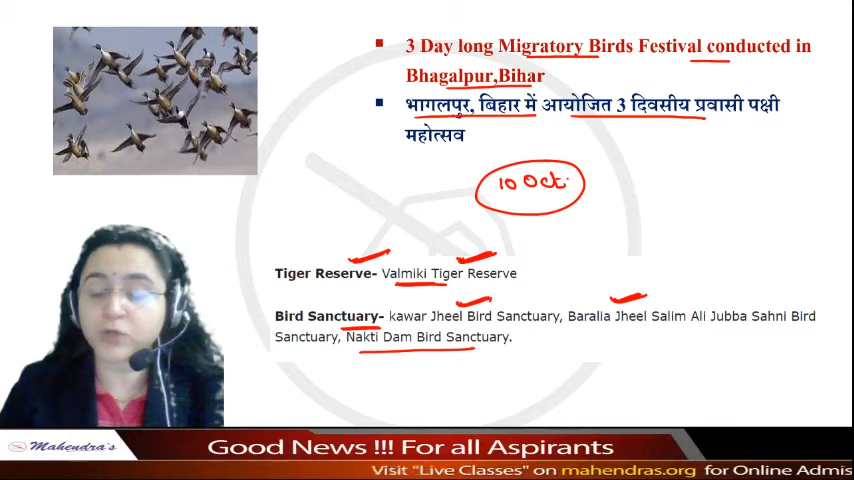 3 Day long Migratory Birds Festival conducted in
Bhagalpur,Bihar
भागलपुर, बिहार में आयोजित 3 दिवसीय प्रवासी पक्षी
महोत्सव
10 Oct.
Tiger Reserve- Valmiki Tiger Reserve
Bird Sanctuary- kawar Jheel Bird Sanctuary, Baralia Jheel Salim Ali Jubba Sahni Bird
Sanctuary, Nakti Dam Bird Sanctuary.
Mahendra's
Good News !!! For all Aspirants
Visit "Live Classes" on mahendras.org for Online Admis